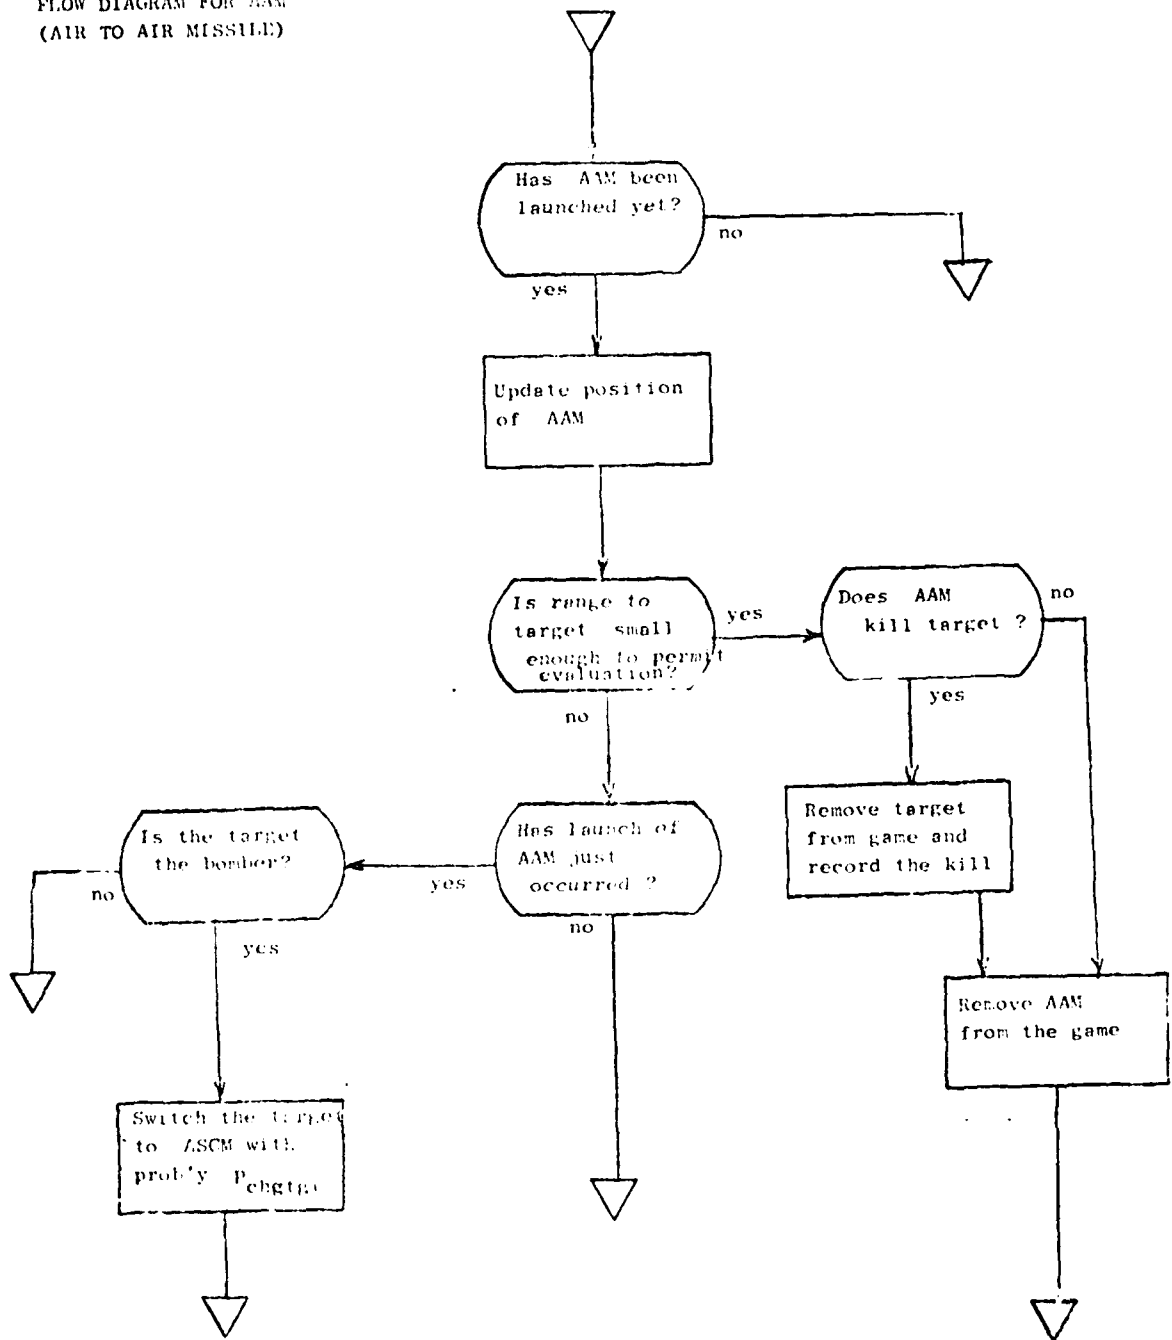 FLOW DIAGRAM FOR AAM
(AIR TO AIR MISSILE)
Has AAM been
launched yet?
no
yes
Update position
of AAM
Is range to
target small
enough to permit
evaluation?
yes
no
Does AAM
kill target ?
no
yes
Remove target
from game and
record the kill
Remove AAM
from the game
Has launch of
AAM just
occurred ?
yes
no
Is the target
the bomber?
no
yes
Switch the target
to ASCM with
prob'y P